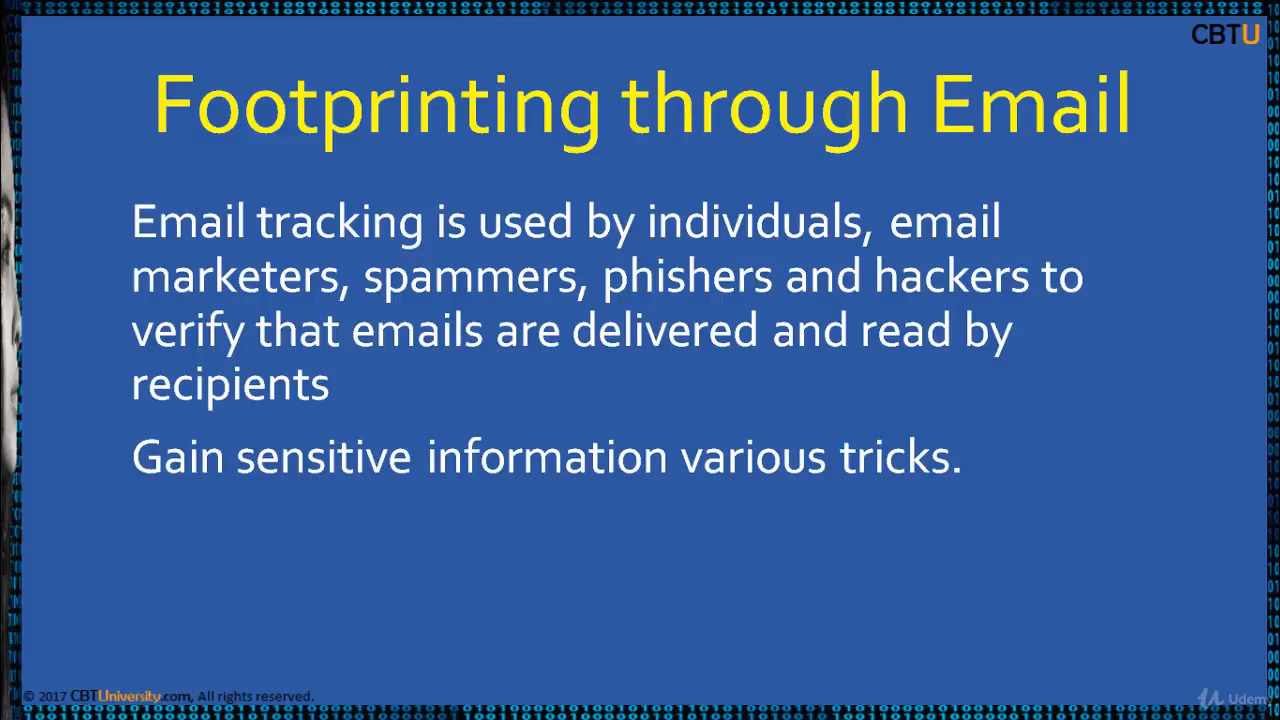 CBTU
Footprinting through Email
Email tracking is used by individuals, email
marketers, spammers, phishers and hackers to
verify that emails are delivered and read by
recipients
Gain sensitive information various tricks.
© 2017 CBTUniversity.com, All rights reserved.
Udemy